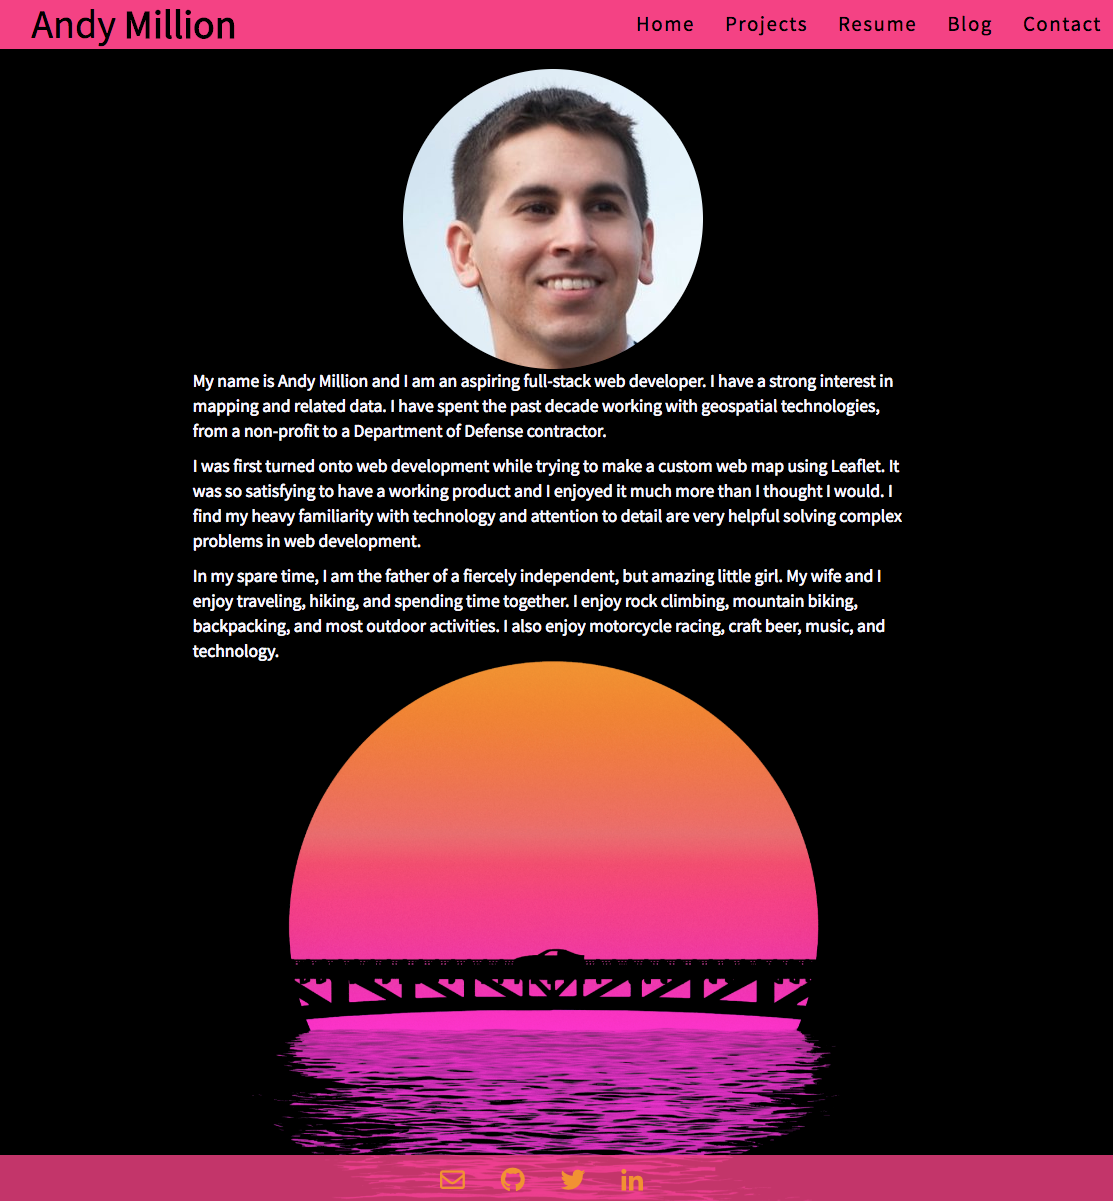 Andy Million
Home Projects Resume Blog Contact
My name is Andy Million and I am an aspiring full-stack web developer. I have a strong interest in
mapping and related data. I have spent the past decade working with geospatial technologies,
from a non-profit to a Department of Defense contractor.
I was first turned onto web development while trying to make a custom web map using Leaflet. It
was so satisfying to have a working product and I enjoyed it much more than I thought I would. I
find my heavy familiarity with technology and attention to detail are very helpful solving complex
problems in web development.
In my spare time, I am the father of a fiercely independent, but amazing little girl. My wife and I
enjoy traveling, hiking, and spending time together. I enjoy rock climbing, mountain biking,
backpacking, and most outdoor activities. I also enjoy motorcycle racing, craft beer, music, and
technology.
in